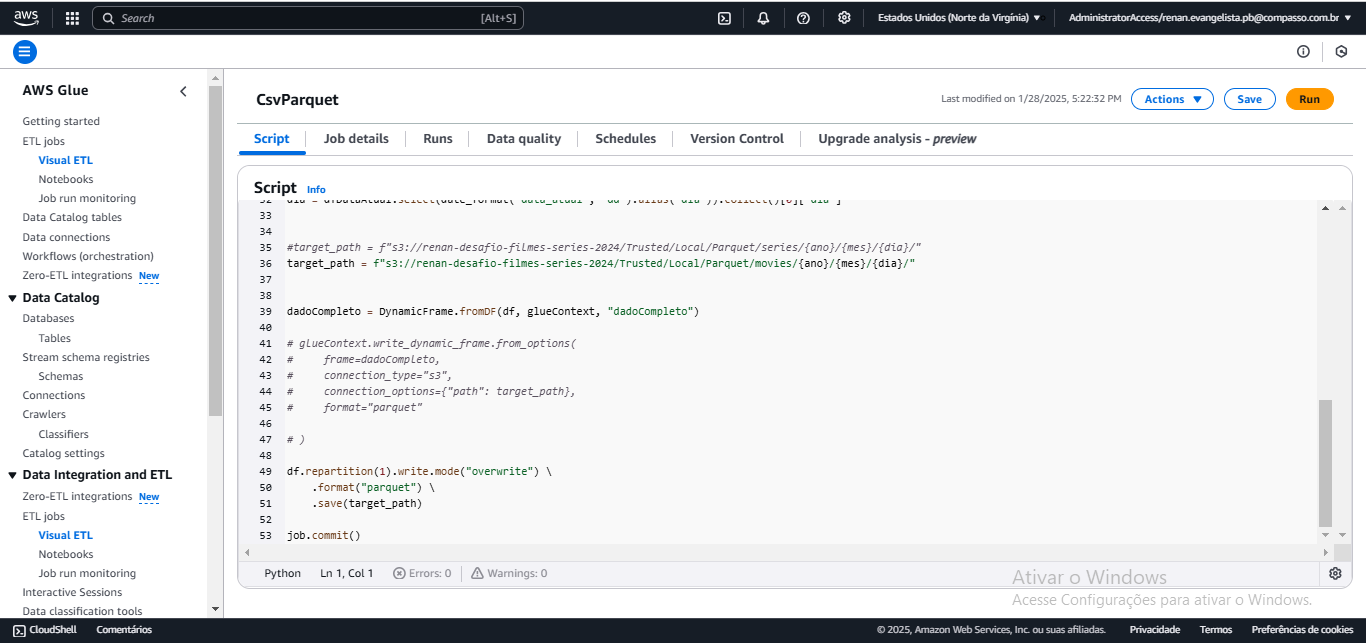 aws
Search
[Alt+S]
Estados Unidos (Norte da Virgínia)
AdministratorAccess/renan.evangelista.pb@compasso.com.br
AWS Glue
Getting started
ETL jobs
Visual ETL
Notebooks
Job run monitoring
Data Catalog tables
Data connections
Workflows (orchestration)
Zero-ETL integrations New
Data Catalog
Databases
Tables
Stream schema registries
Schemas
Connections
Crawlers
Classifiers
Catalog settings
Data Integration and ETL
Zero-ETL integrations New
ETL jobs
Visual ETL
Notebooks
Job run monitoring
Interactive Sessions
Data classification tools
CsvParquet
Last modified on 1/28/2025, 5:22:32 PM
Actions
Save
Run
Script
Job details
Runs
Data quality
Schedules
Version Control
Upgrade analysis - preview
Script Info
32 dia = dfDataAtual.select(date_format("data_atual", "dd").alias("dia")).collect()[0]["dia"]
33
34
35 #target_path = f"s3://renan-desafio-filmes-series-2024/Trusted/Local/Parquet/series/{ano}/{mes}/{dia}/"
36 target_path = f"s3://renan-desafio-filmes-series-2024/Trusted/Local/Parquet/movies/{ano}/{mes}/{dia}/"
37
38
39 dadoCompleto = DynamicFrame.fromDF(df, glueContext, "dadoCompleto")
40
41 # glueContext.write_dynamic_frame.from_options(
42 #     frame=dadoCompleto,
43 #     connection_type="s3",
44 #     connection_options={"path": target_path},
45 #     format="parquet"
46
47 # )
48
49 df.repartition(1).write.mode("overwrite") \
50     .format("parquet") \
51     .save(target_path)
52
53 job.commit()
Python
Ln 1, Col 1
Errors: 0
Warnings: 0
Ativar o Windows
Acesse Configurações para ativar o Windows.
CloudShell
Comentários
© 2025, Amazon Web Services, Inc. ou suas afiliadas.
Privacidade
Termos
Preferências de cookies